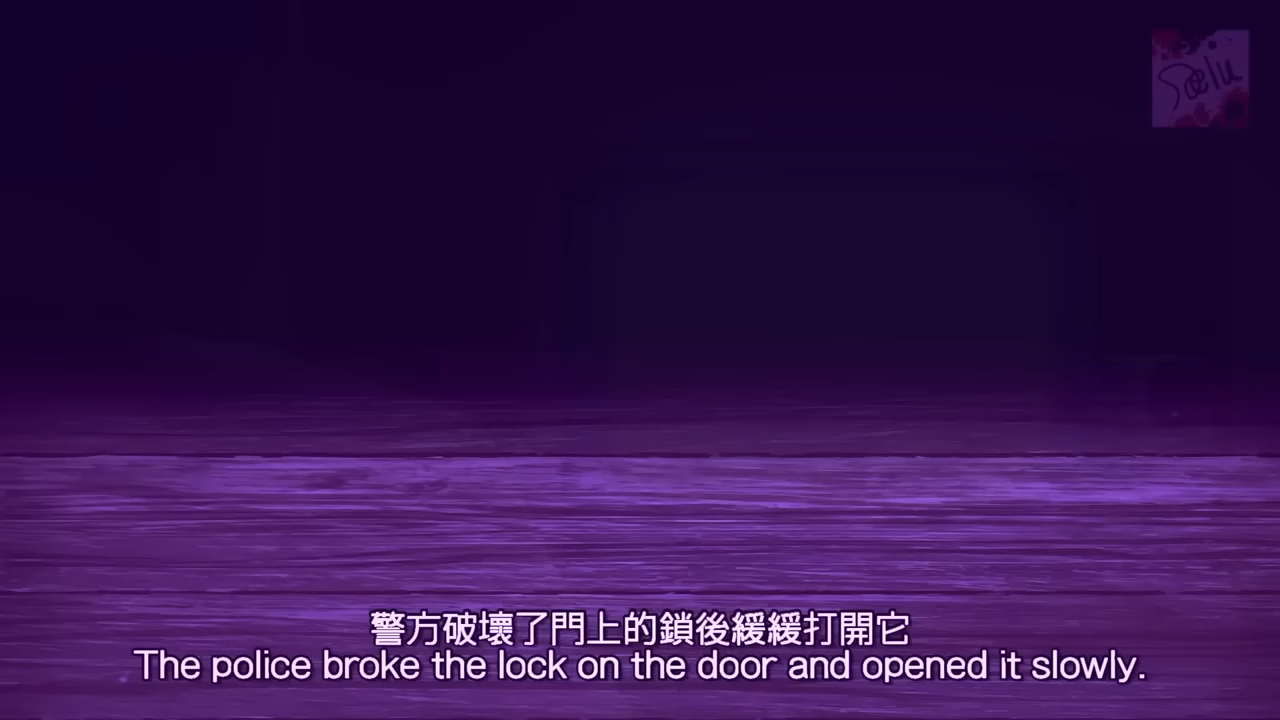 Saelu
警方破壞了門上的鎖後緩緩打開它
The police broke the lock on the door and opened it slowly.